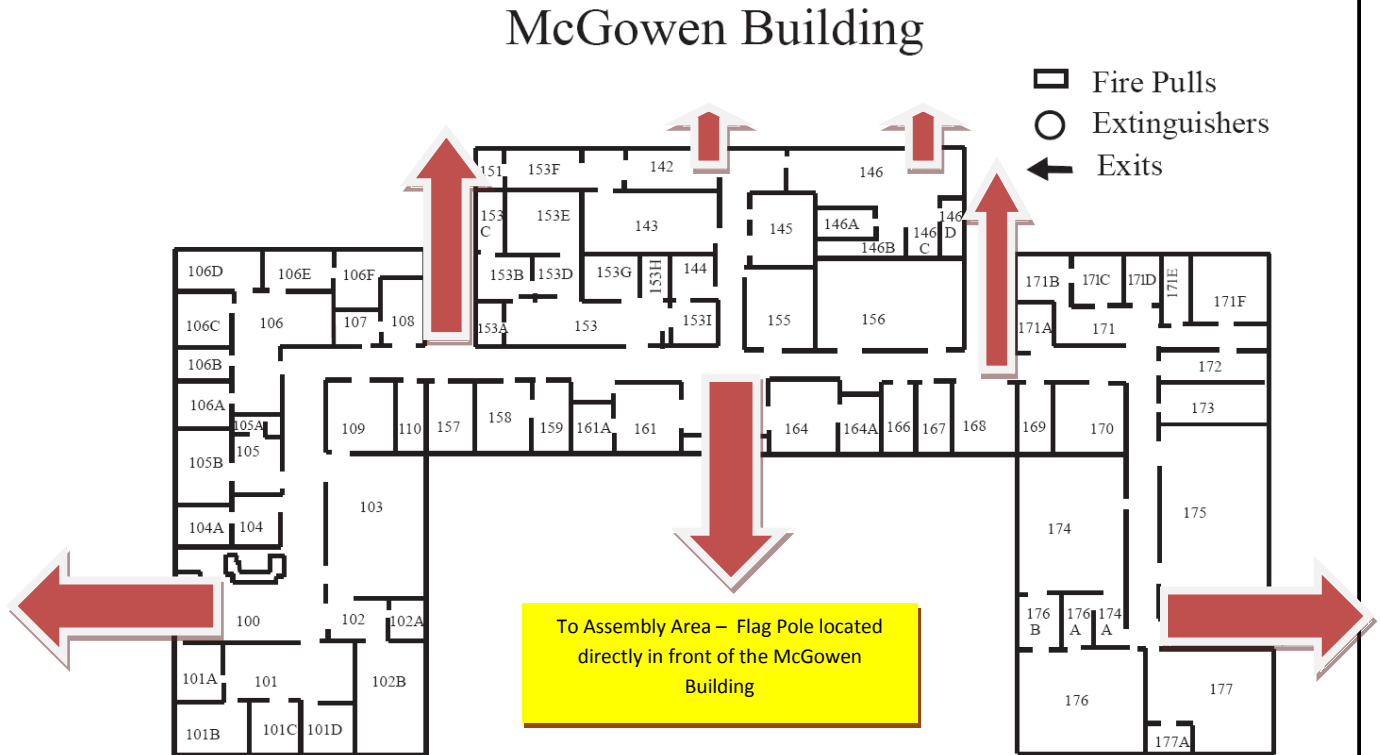 McGowen Building
Fire Pulls
Extinguishers
Exits
151
153F
142
146
153
C
153E
143
145
146A
146
D
146B
146
C
106D
106E
106F
153B
153D
153G
153H
144
171B
171C
171D
171E
171F
106C
106
107
108
153A
153
153I
155
156
171A
171
106B
172
106A
173
105A
109
110
157
158
159
161A
161
164
164A
166
167
168
169
170
105B
105
103
104A
104
174
175
100
102
102A
176
B
176
A
174
A
To Assembly Area – Flag Pole located
directly in front of the McGowen
Building
101A
101
102B
101B
101C
101D
176
177
177A